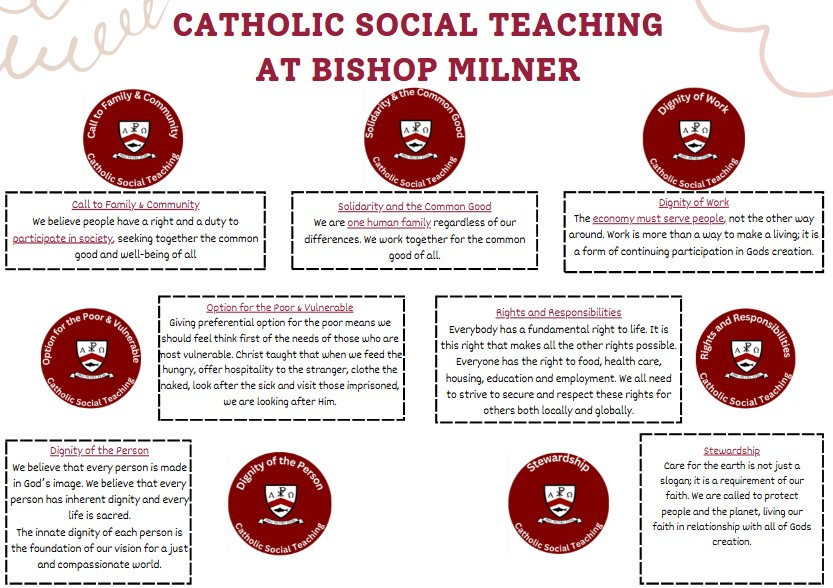 CATHOLIC SOCIAL TEACHING
AT BISHOP MILNER
Call to Family & Community
Α Ω
Catholic Social Teaching
Solidarity & the Common Good
Α Ω
Catholic Social Teaching
Dignity of Work
Α Ω
Catholic Social Teaching
Call to Family & Community
We believe people have a right and a duty to
participate in society, seeking together the common
good and well-being of all
Solidarity and the Common Good
We are one human family regardless of our
differences. We work together for the common
good of all.
Dignity of Work
The economy must serve people, not the other way
around. Work is more than a way to make a living; it is
a form of continuing participation in Gods creation.
Option for the Poor & Vulnerable
Α Ω
Catholic Social Teaching
Option for the Poor & Vulnerable
Giving preferential option for the poor means we
should feel think first of the needs of those who are
most vulnerable. Christ taught that when we feed the
hungry, offer hospitality to the stranger, clothe the
naked, look after the sick and visit those imprisoned,
we are looking after Him.
Rights and Responsibilities
Everybody has a fundamental right to life. It is
this right that makes all the other rights possible.
Everyone has the right to food, health care,
housing, education and employment. We all need
to strive to secure and respect these rights for
others both locally and globally.
Rights and Responsibilities
Α Ω
Catholic Social Teaching
Dignity of the Person
We believe that every person is made
in God's image. We believe that every
person has inherent dignity and every
life is sacred.
The innate dignity of each person is
the foundation of our vision for a just
and compassionate world.
Dignity of the Person
Α Ω
Catholic Social Teaching
Stewardship
Α Ω
Catholic Social Teaching
Stewardship
Care for the earth is not just a
slogan; it is a requirement of our
faith. We are called to protect
people and the planet, living our
faith in relationship with all of Gods
creation.